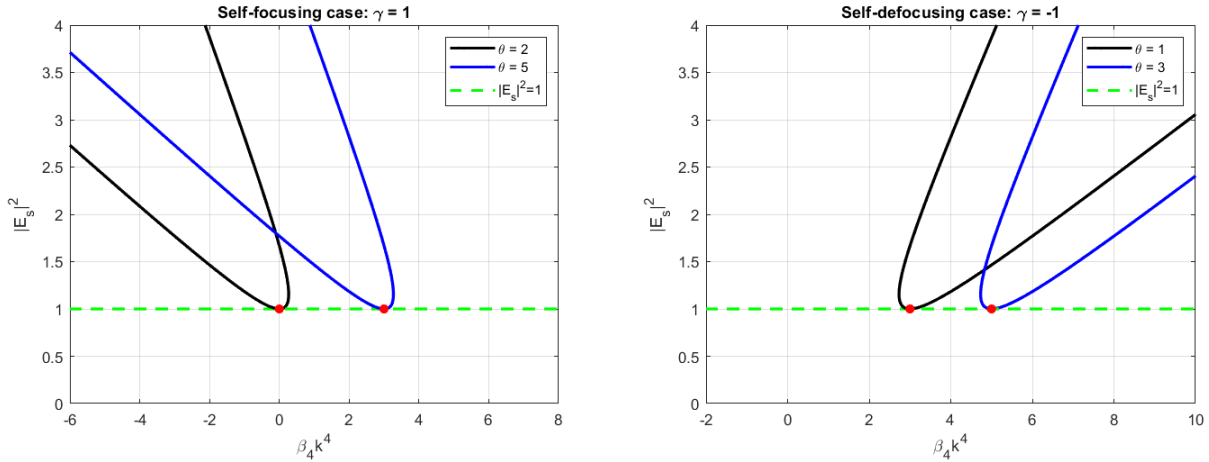 Self-focusing case: γ = 1
4
3.5
3
2.5
2
1.5
1
0.5
0
|E_s|^2
-6 -4 -2 0 2 4 6 8
β_4k^4
θ = 2
θ = 5
|E_s|^2=1
Self-defocusing case: γ = -1
4
3.5
3
2.5
2
1.5
1
0.5
0
|E_s|^2
-2 0 2 4 6 8 10
β_4k^4
θ = 1
θ = 3
|E_s|^2=1